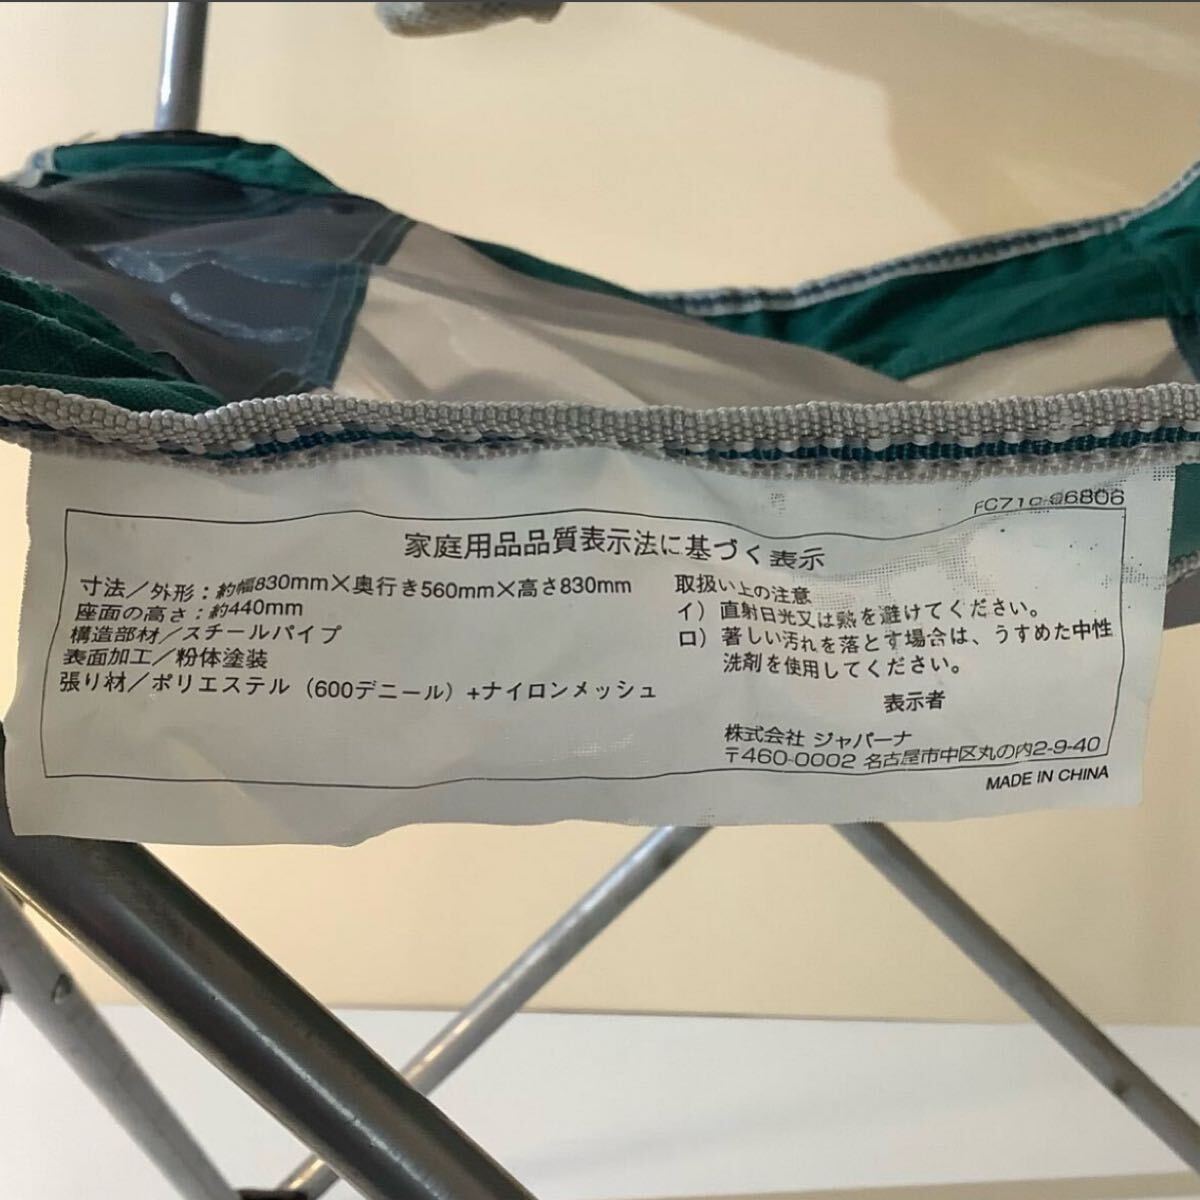 FC710-96806
家庭用品品質表示法に基づく表示
寸法／外形：約幅830mm×奥行き560mm×高さ830mm
座面の高さ：約440mm
構造部材／スチールパイプ
表面加工／粉体塗装
張り材／ポリエステル（600デニール）+ナイロンメッシュ
取扱い上の注意
イ）直射日光又は熱を避けてください。
ロ）著しい汚れを落とす場合は、うすめた中性
洗剤を使用してください。
表示者
株式会社 ジャパーナ
〒460-0002 名古屋市中区丸の内2-9-40
MADE IN CHINA